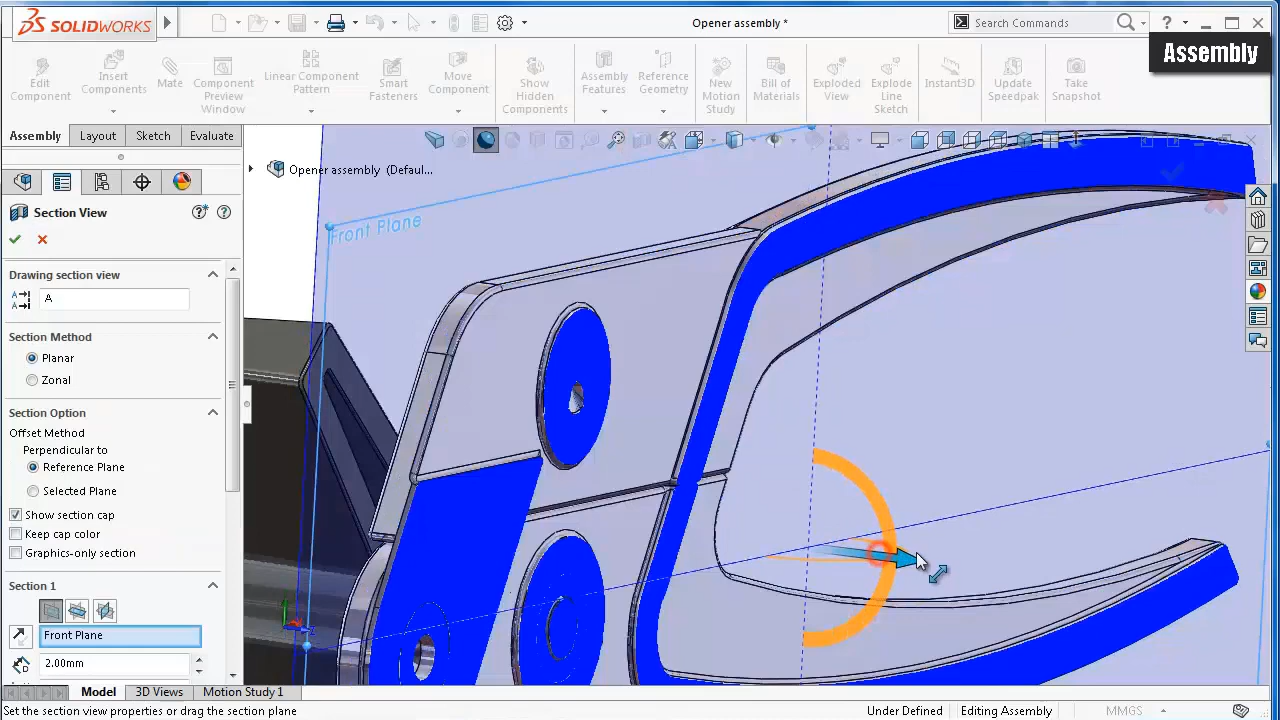 SOLIDWORKS
Opener assembly *
Search Commands
?
Assembly
Edit Component
Insert Components
Mate
Component Preview Window
Linear Component Pattern
Smart Fasteners
Move Component
Show Hidden Components
Assembly Features
Reference Geometry
New Motion Study
Bill of Materials
Exploded View
Explode Line Sketch
Instant3D
Update Speedpak
Take Snapshot
Assembly
Layout
Sketch
Evaluate
Opener assembly (Defaul...
Section View
Front Plane
Drawing section view
A
Section Method
Planar
Zonal
Section Option
Offset Method
Perpendicular to
Reference Plane
Selected Plane
Show section cap
Keep cap color
Graphics-only section
Section 1
Front Plane
2.00mm
Model
3D Views
Motion Study 1
Set the section view properties or drag the section plane
Under Defined
Editing Assembly
MMGS